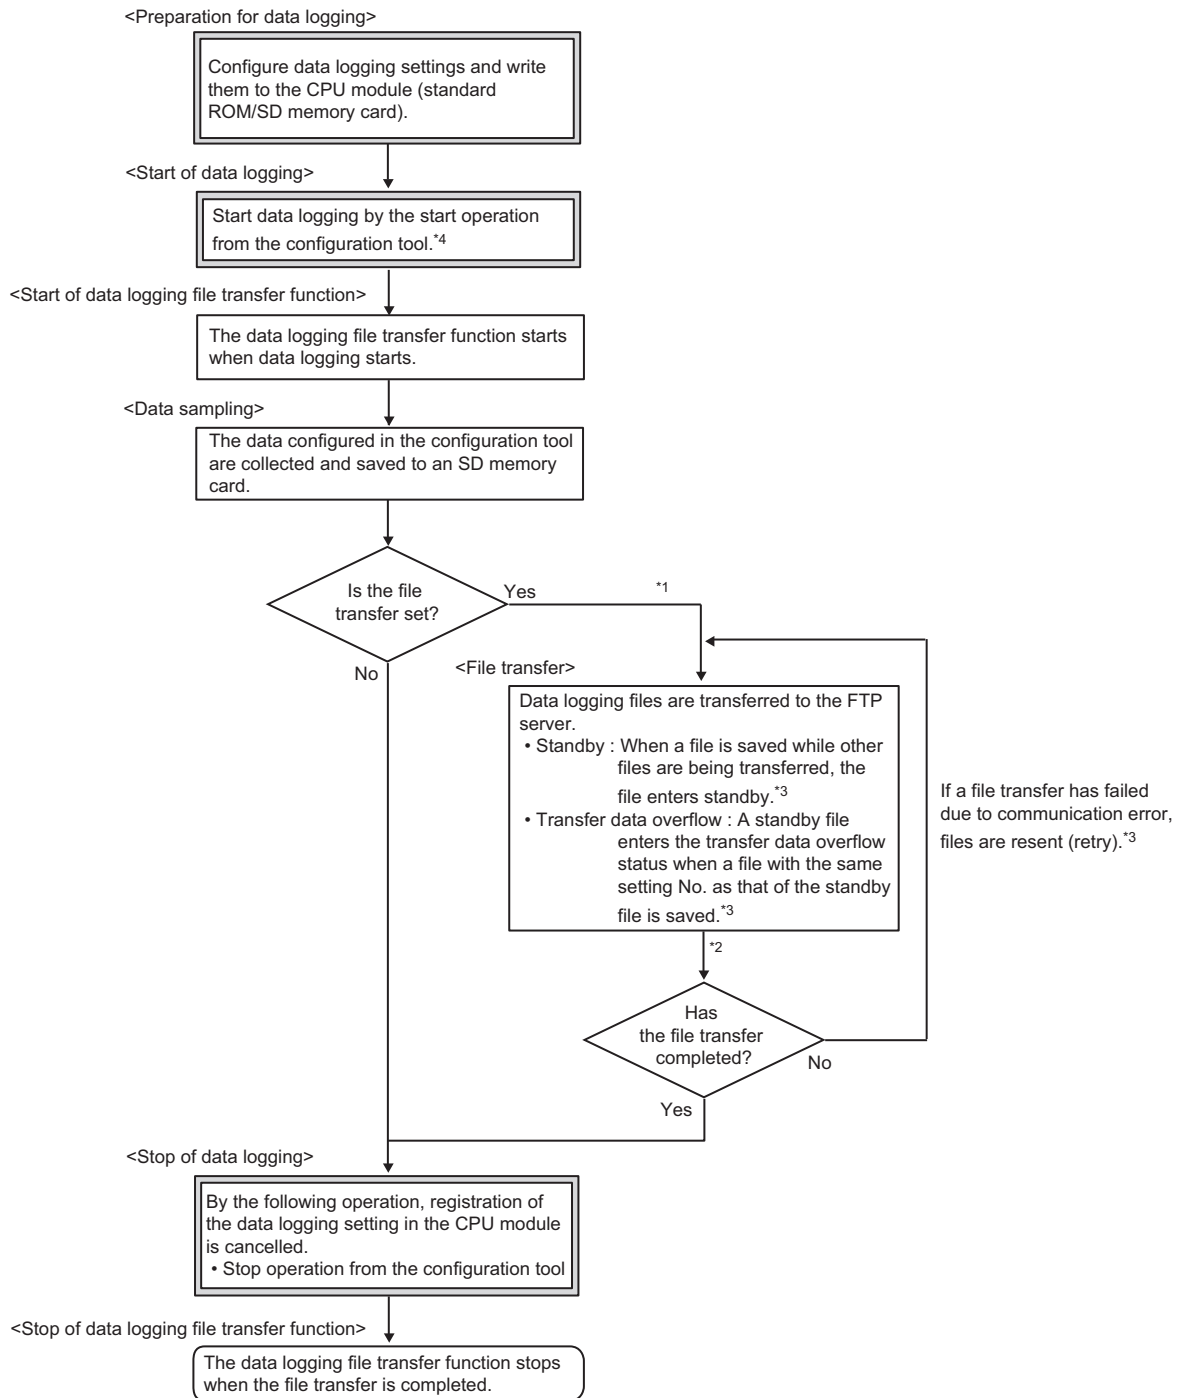 <Preparation for data logging>
Configure data logging settings and write
them to the CPU module (standard
ROM/SD memory card).
<Start of data logging>
Start data logging by the start operation
from the configuration tool.*4
<Start of data logging file transfer function>
The data logging file transfer function starts
when data logging starts.
<Data sampling>
The data configured in the configuration tool
are collected and saved to an SD memory
card.
Is the file
transfer set?
Yes
*1
No
<File transfer>
Data logging files are transferred to the FTP
server.
• Standby : When a file is saved while other
files are being transferred, the
file enters standby.*3
• Transfer data overflow : A standby file
enters the transfer data overflow
status when a file with the same
setting No. as that of the standby
file is saved.*3
If a file transfer has failed
due to communication error,
files are resent (retry).*3
*2
Has
the file transfer
completed?
No
Yes
<Stop of data logging>
By the following operation, registration of
the data logging setting in the CPU module
is cancelled.
• Stop operation from the configuration tool
<Stop of data logging file transfer function>
The data logging file transfer function stops
when the file transfer is completed.